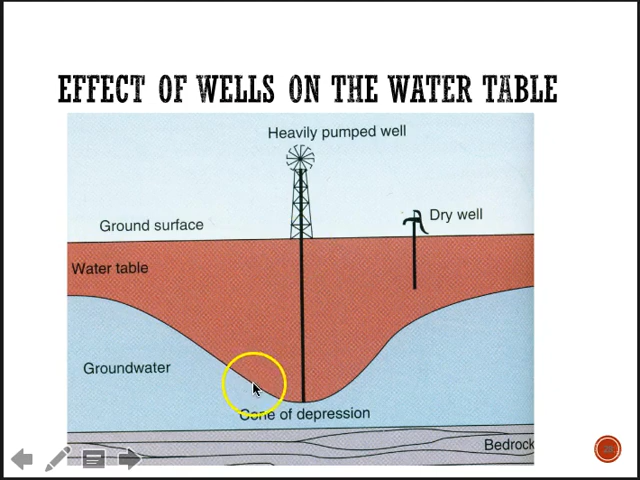 EFFECT OF WELLS ON THE WATER TABLE
Heavily pumped well
Dry well
Ground surface
Water table
Groundwater
Cone of depression
Bedrock